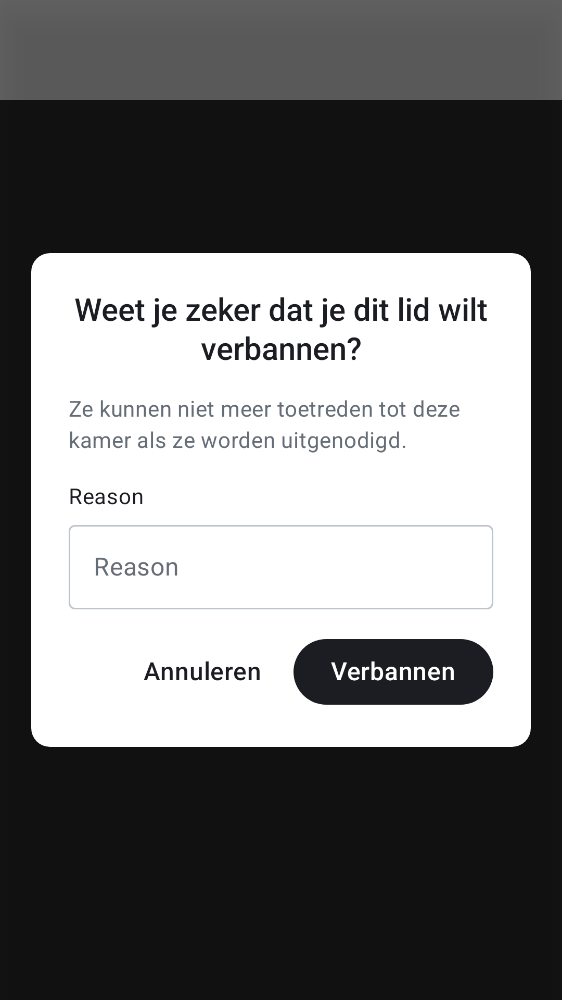 Weet je zeker dat je dit lid wilt
verbannen?
Ze kunnen niet meer toetreden tot deze
kamer als ze worden uitgenodigd.
Reason
Reason
Annuleren
Verbannen